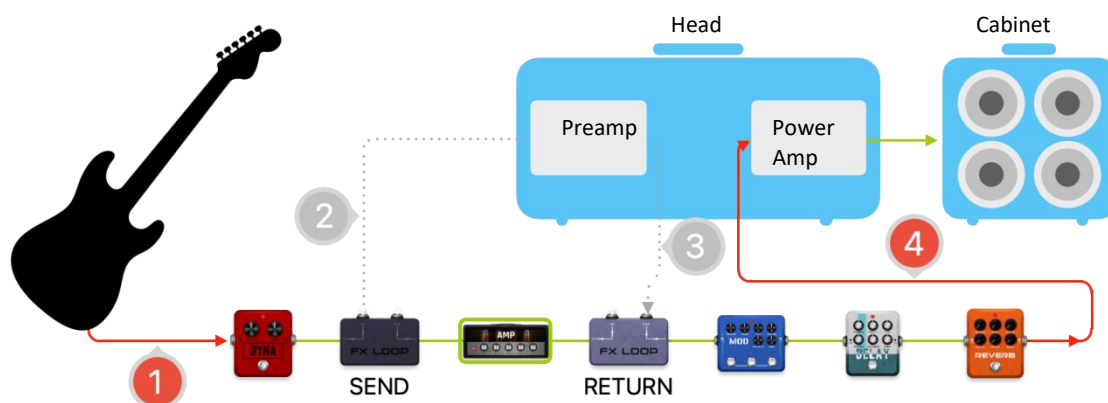 Head
Cabinet
Preamp
Power
Amp
2
3
4
1
DYNA
FX LOOP
AMP
FX LOOP
MOD
DELAY
REVERB
SEND
RETURN